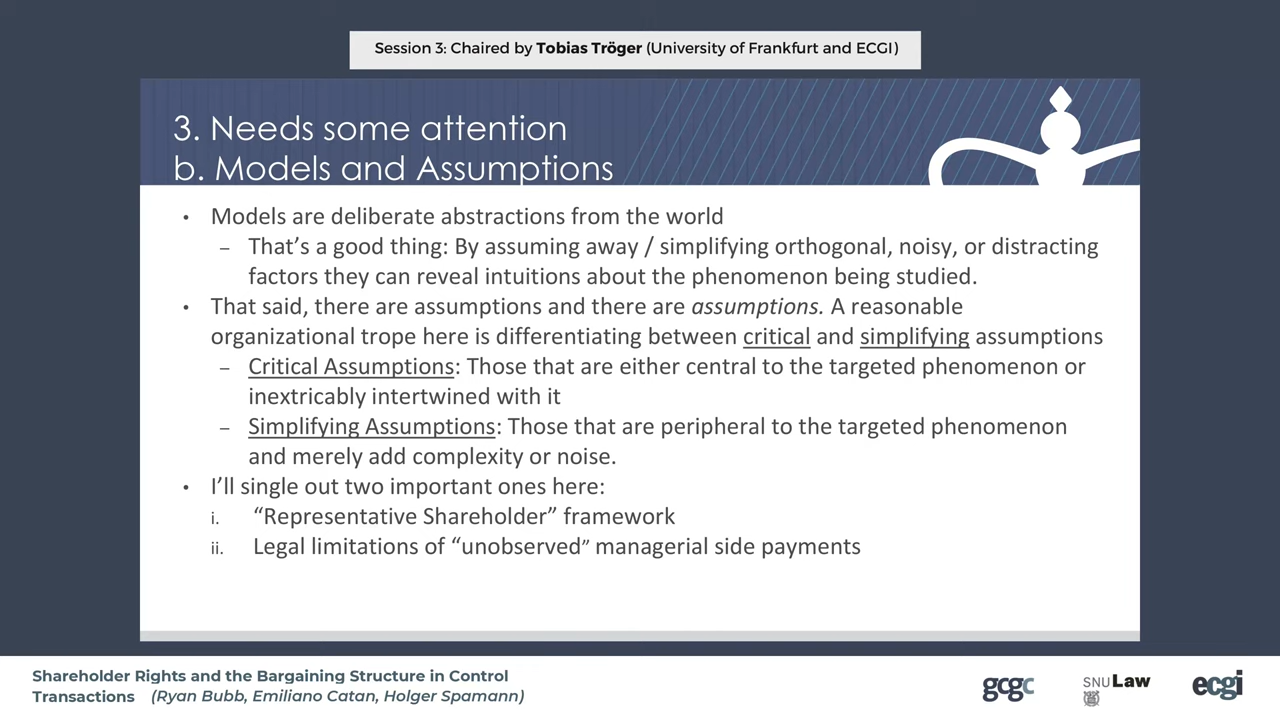 Session 3: Chaired by Tobias Tröger (University of Frankfurt and ECGI)
3. Needs some attention
b. Models and Assumptions
• Models are deliberate abstractions from the world
– That’s a good thing: By assuming away / simplifying orthogonal, noisy, or distracting
factors they can reveal intuitions about the phenomenon being studied.
• That said, there are assumptions and there are assumptions. A reasonable
organizational trope here is differentiating between critical and simplifying assumptions
– Critical Assumptions: Those that are either central to the targeted phenomenon or
inextricably intertwined with it
– Simplifying Assumptions: Those that are peripheral to the targeted phenomenon
and merely add complexity or noise.
• I’ll single out two important ones here:
i. “Representative Shareholder” framework
ii. Legal limitations of “unobserved” managerial side payments
Shareholder Rights and the Bargaining Structure in Control
Transactions (Ryan Bubb, Emiliano Catan, Holger Spamann)
gcgc
SNU Law
ecgi